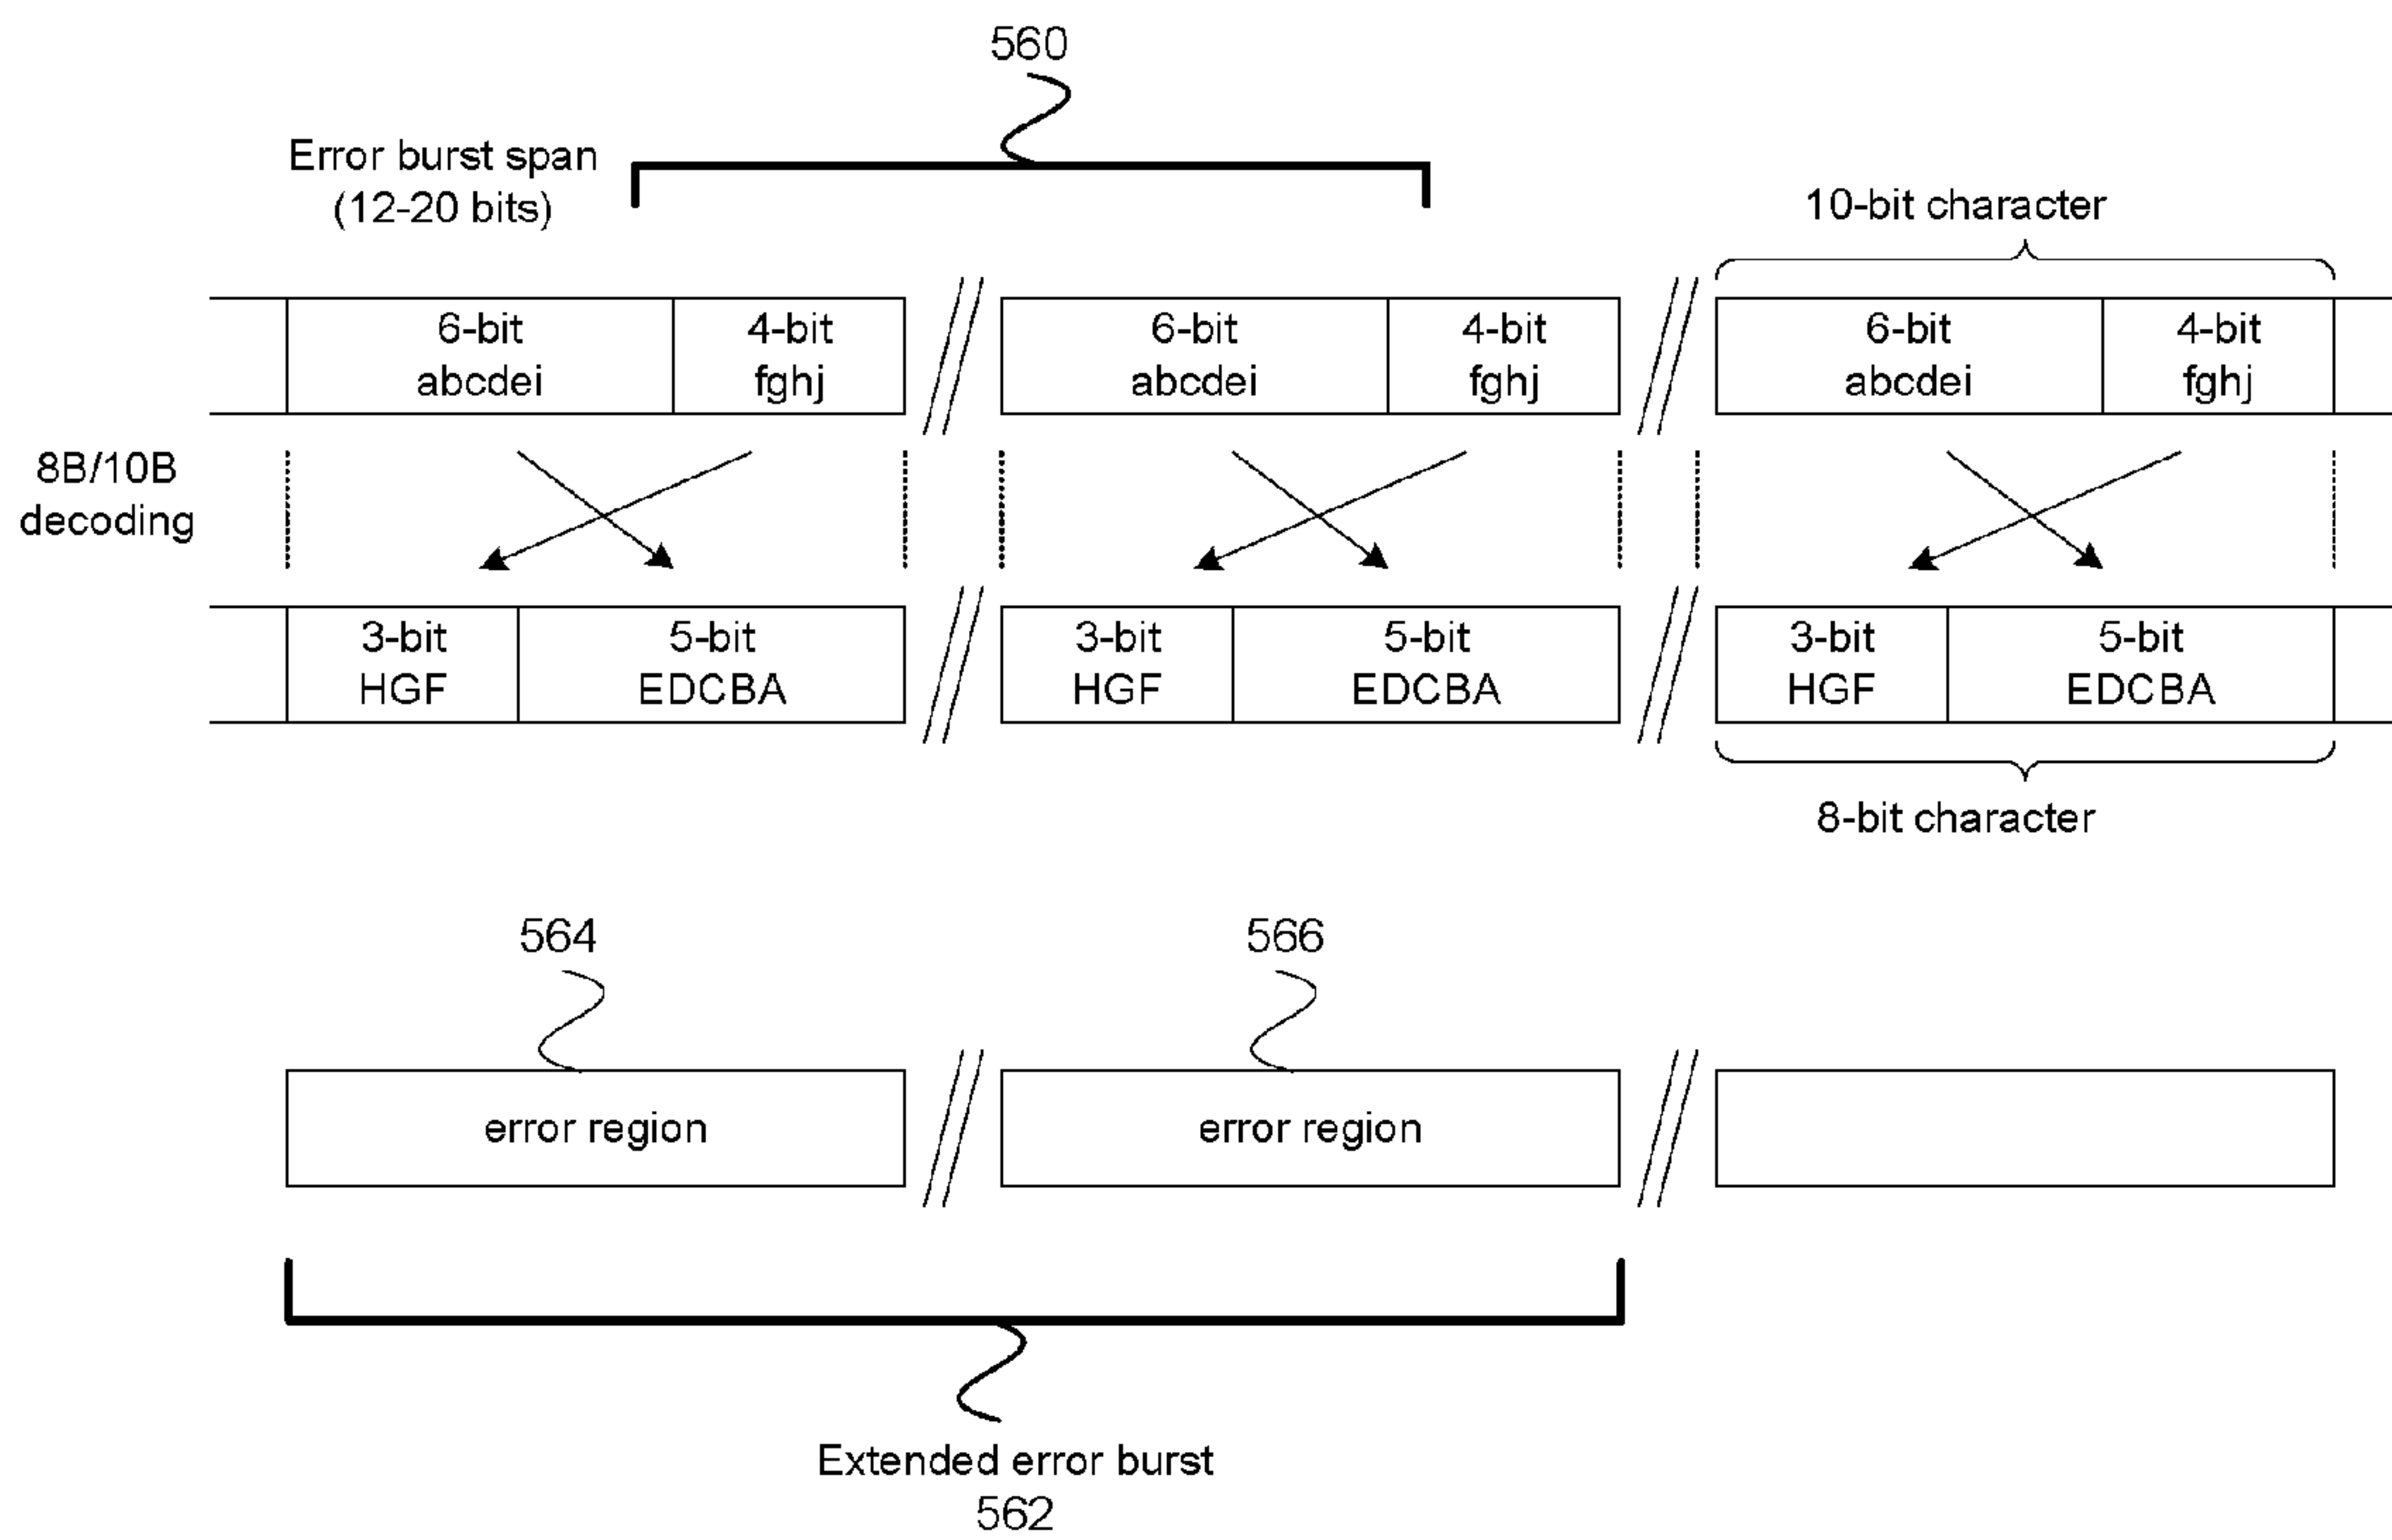 560
Error burst span
(12-20 bits)
10-bit character
6-bit
abcdei
4-bit
fghj
6-bit
abcdei
4-bit
fghj
6-bit
abcdei
4-bit
fghj
8B/10B
decoding
3-bit
HGF
5-bit
EDCBA
3-bit
HGF
5-bit
EDCBA
3-bit
HGF
5-bit
EDCBA
8-bit character
564
566
error region
error region
Extended error burst
562